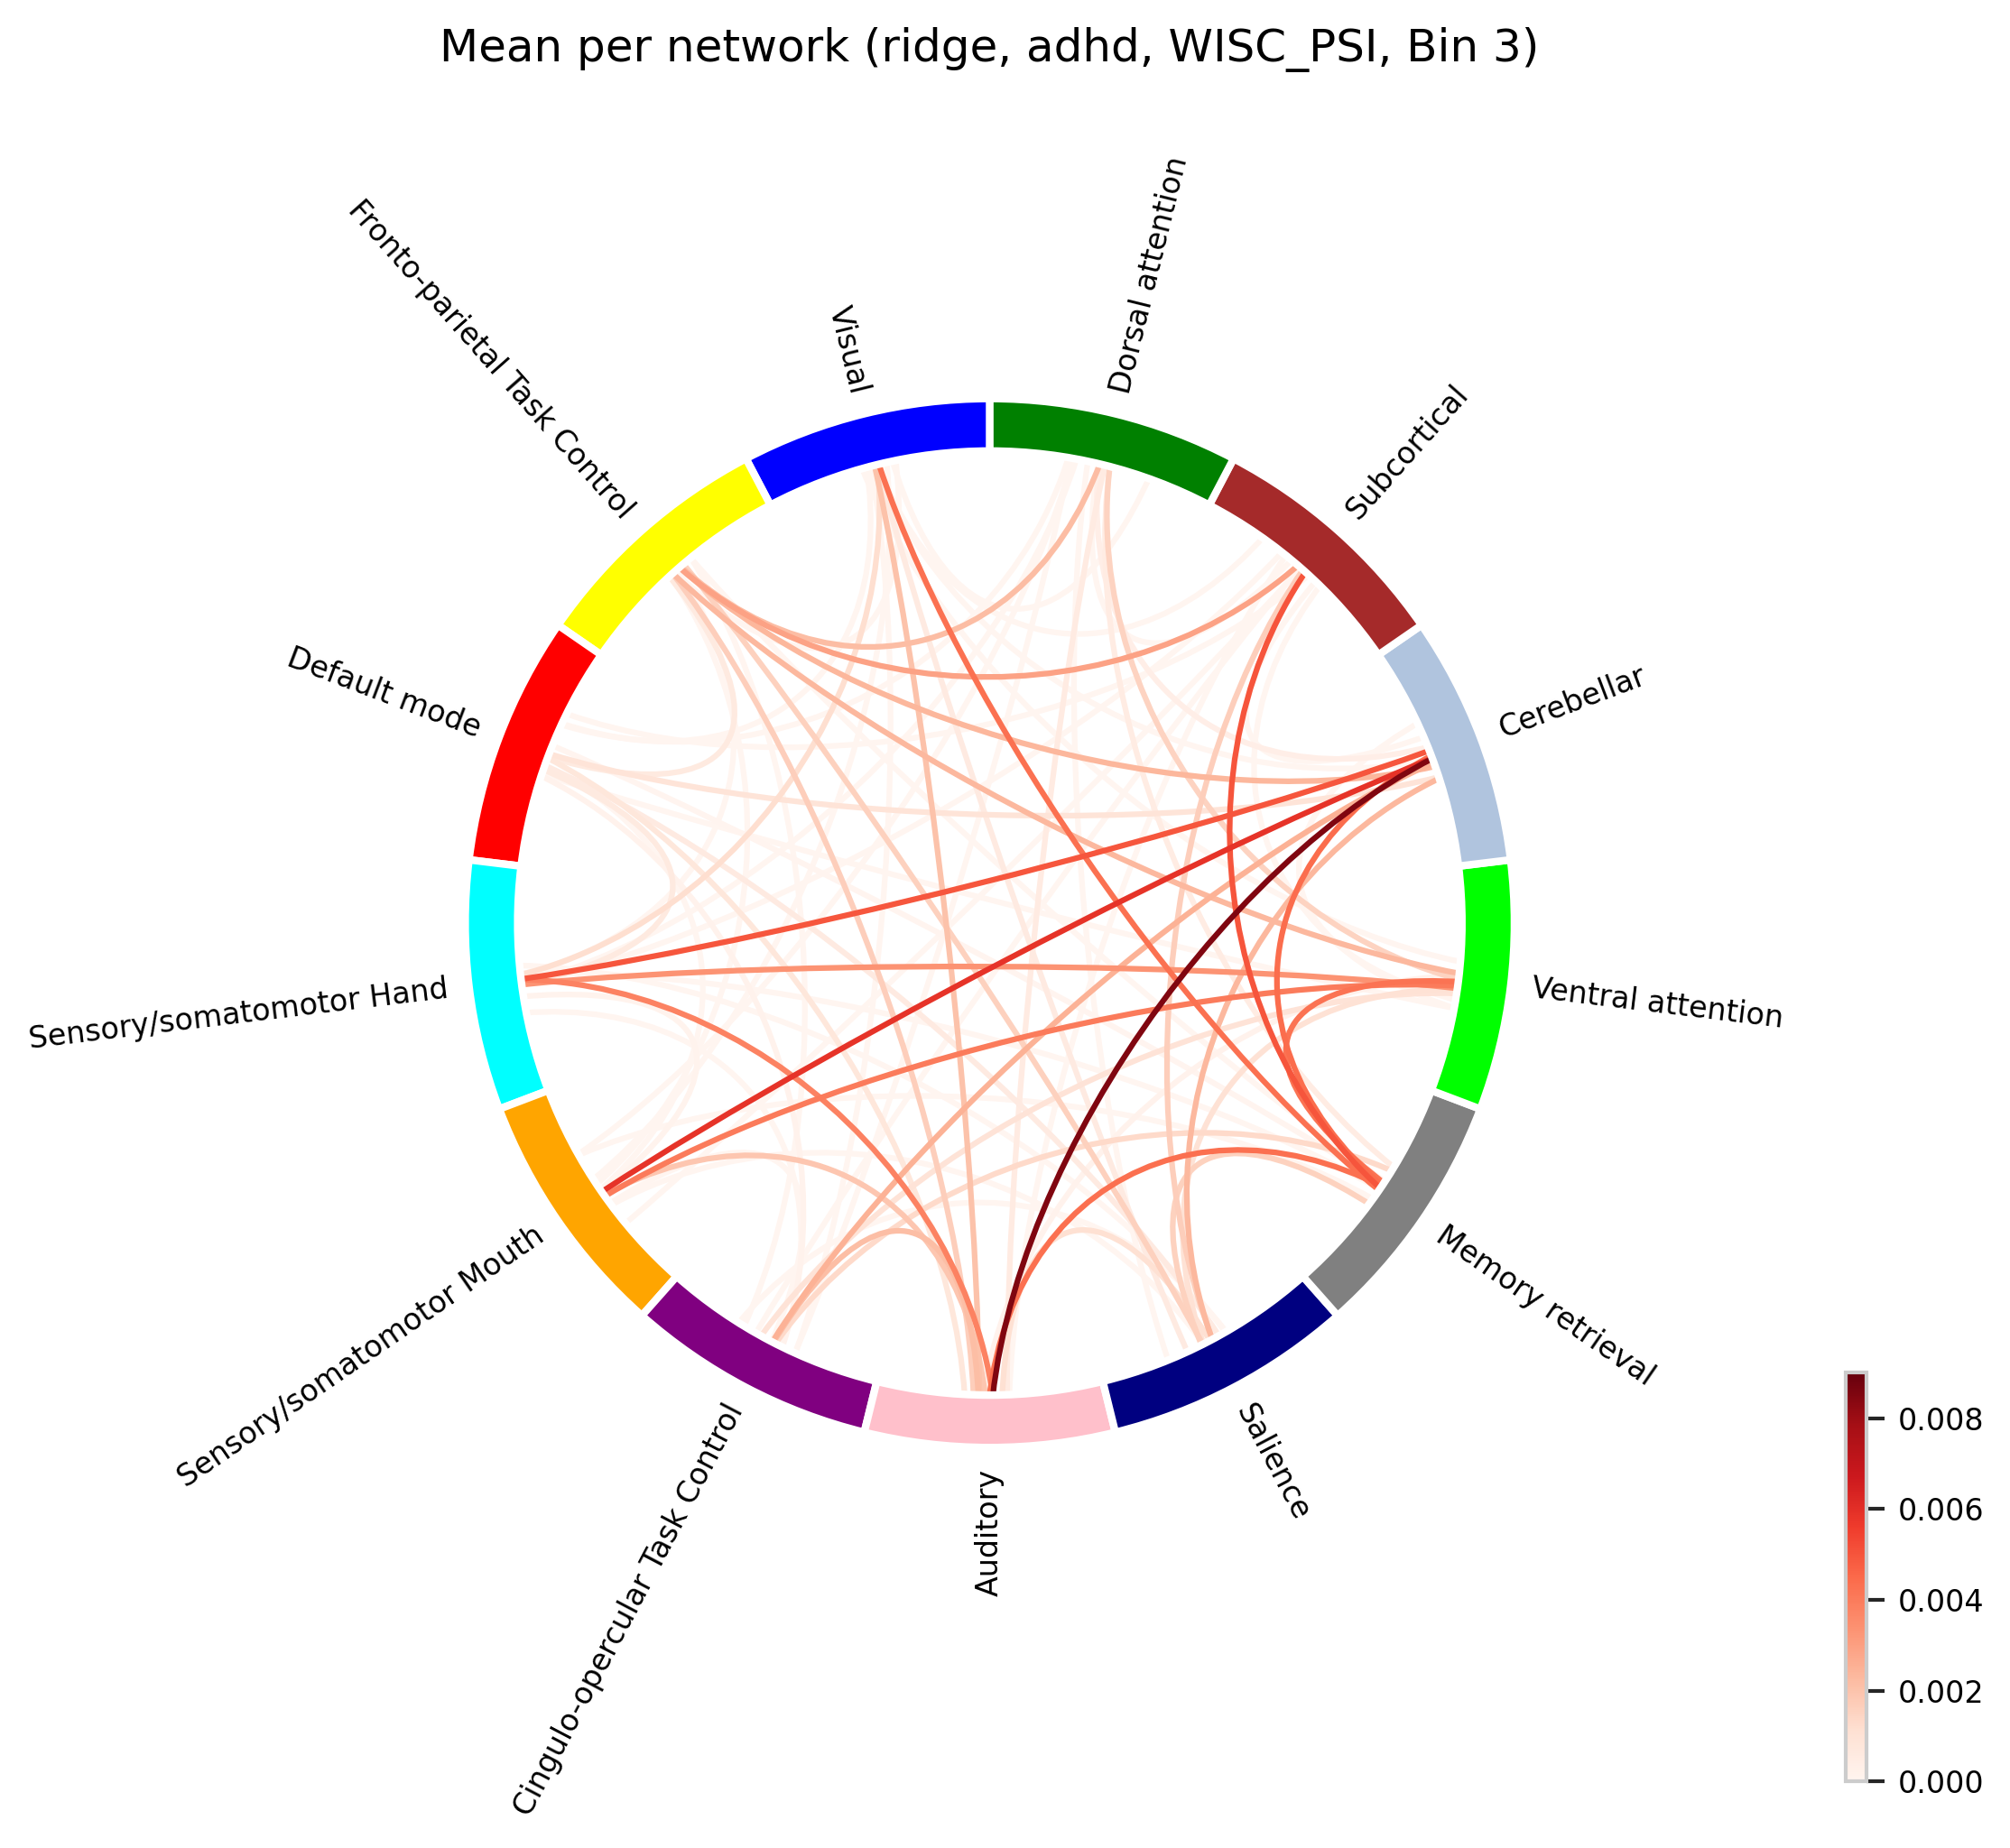 Mean per network (ridge, adhd, WISC_PSI, Bin 3)
Dorsal attention
Visual
Fronto-parietal Task Control
Subcortical
Default mode
Cerebellar
Sensory/somatomotor Hand
Ventral attention
Sensory/somatomotor Mouth
Memory retrieval
Cingulo-opercular Task Control
Auditory
Salience
0.008
0.006
0.004
0.002
0.000